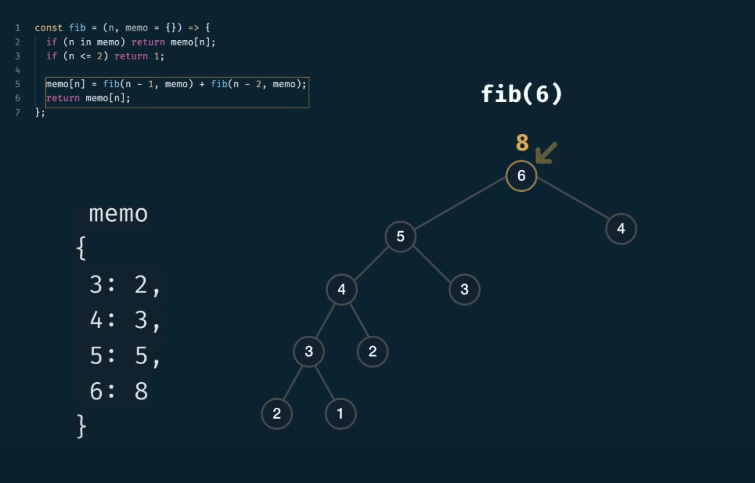 1 const fib = (n, memo = {}) => {
2 if (n in memo) return memo[n];
3 if (n <= 2) return 1;
4
5 memo[n] = fib(n - 1, memo) + fib(n - 2, memo);
6 return memo[n];
7 };
fib(6)
8
6
5
4
4
3
3
2
2
1
memo
{
3: 2,
4: 3,
5: 5,
6: 8
}